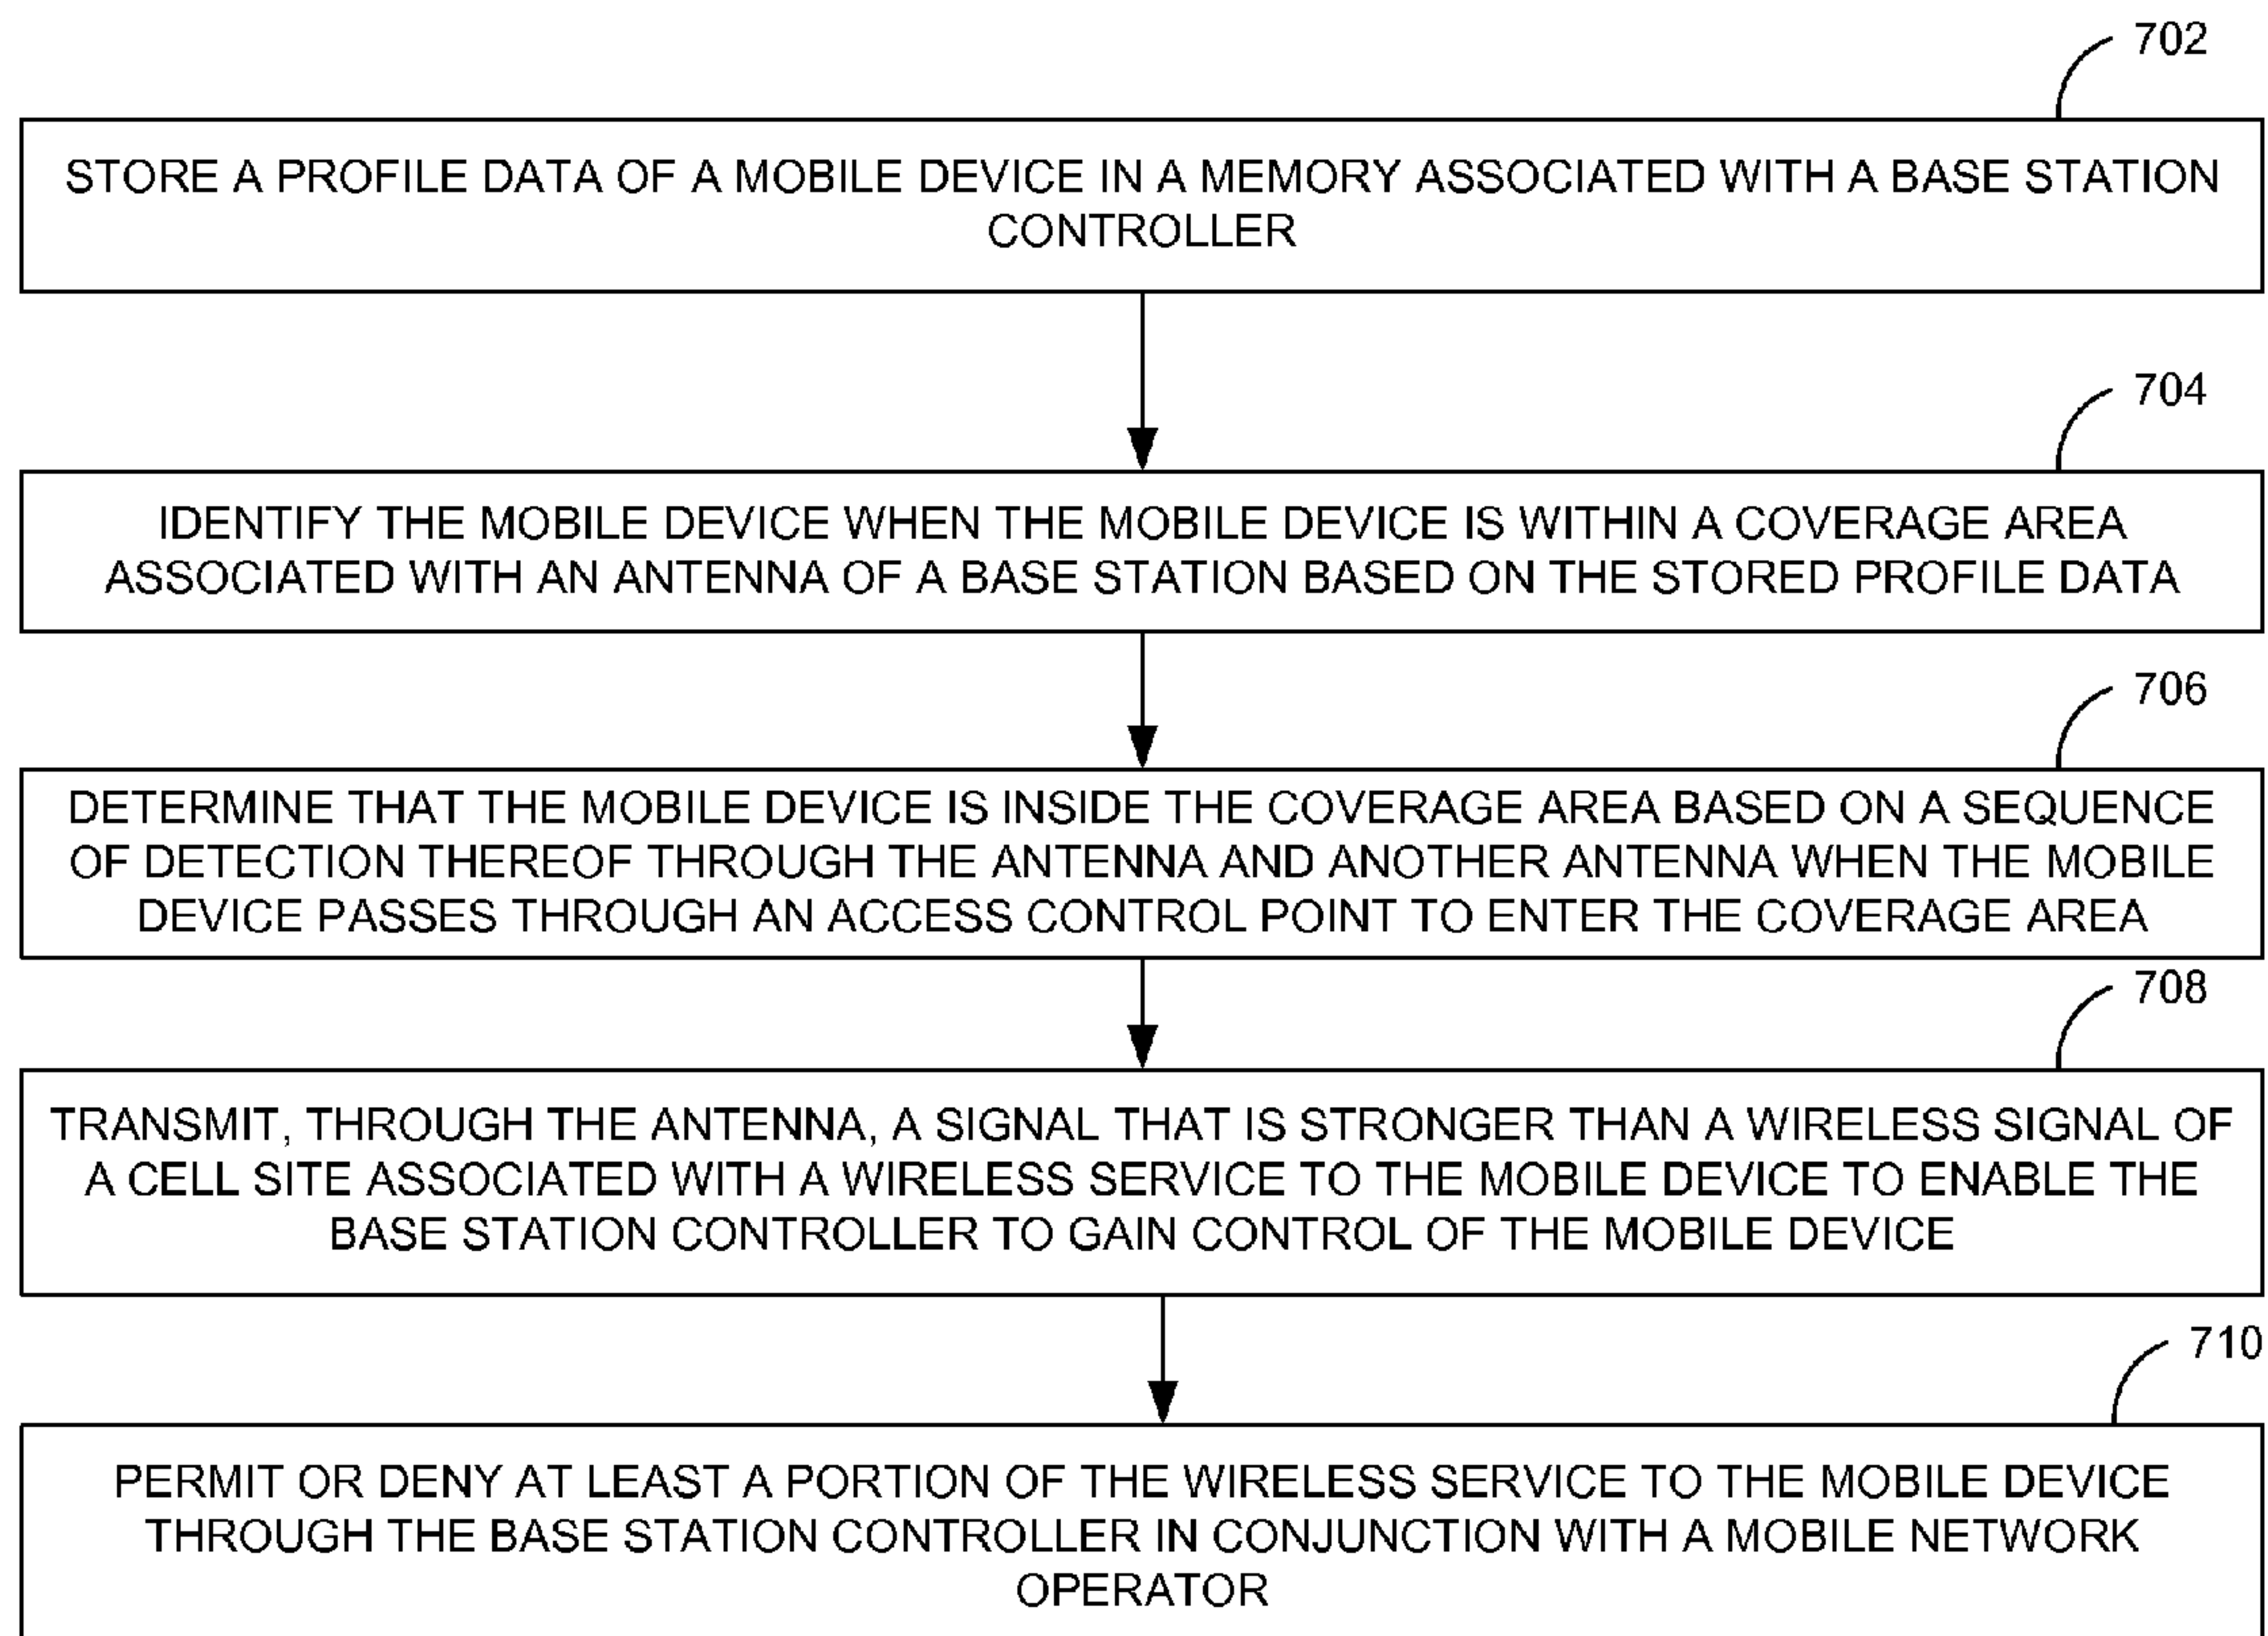 702
STORE A PROFILE DATA OF A MOBILE DEVICE IN A MEMORY ASSOCIATED WITH A BASE STATION
CONTROLLER
704
IDENTIFY THE MOBILE DEVICE WHEN THE MOBILE DEVICE IS WITHIN A COVERAGE AREA
ASSOCIATED WITH AN ANTENNA OF A BASE STATION BASED ON THE STORED PROFILE DATA
706
DETERMINE THAT THE MOBILE DEVICE IS INSIDE THE COVERAGE AREA BASED ON A SEQUENCE
OF DETECTION THEREOF THROUGH THE ANTENNA AND ANOTHER ANTENNA WHEN THE MOBILE
DEVICE PASSES THROUGH AN ACCESS CONTROL POINT TO ENTER THE COVERAGE AREA
708
TRANSMIT, THROUGH THE ANTENNA, A SIGNAL THAT IS STRONGER THAN A WIRELESS SIGNAL OF
A CELL SITE ASSOCIATED WITH A WIRELESS SERVICE TO THE MOBILE DEVICE TO ENABLE THE
BASE STATION CONTROLLER TO GAIN CONTROL OF THE MOBILE DEVICE
710
PERMIT OR DENY AT LEAST A PORTION OF THE WIRELESS SERVICE TO THE MOBILE DEVICE
THROUGH THE BASE STATION CONTROLLER IN CONJUNCTION WITH A MOBILE NETWORK
OPERATOR